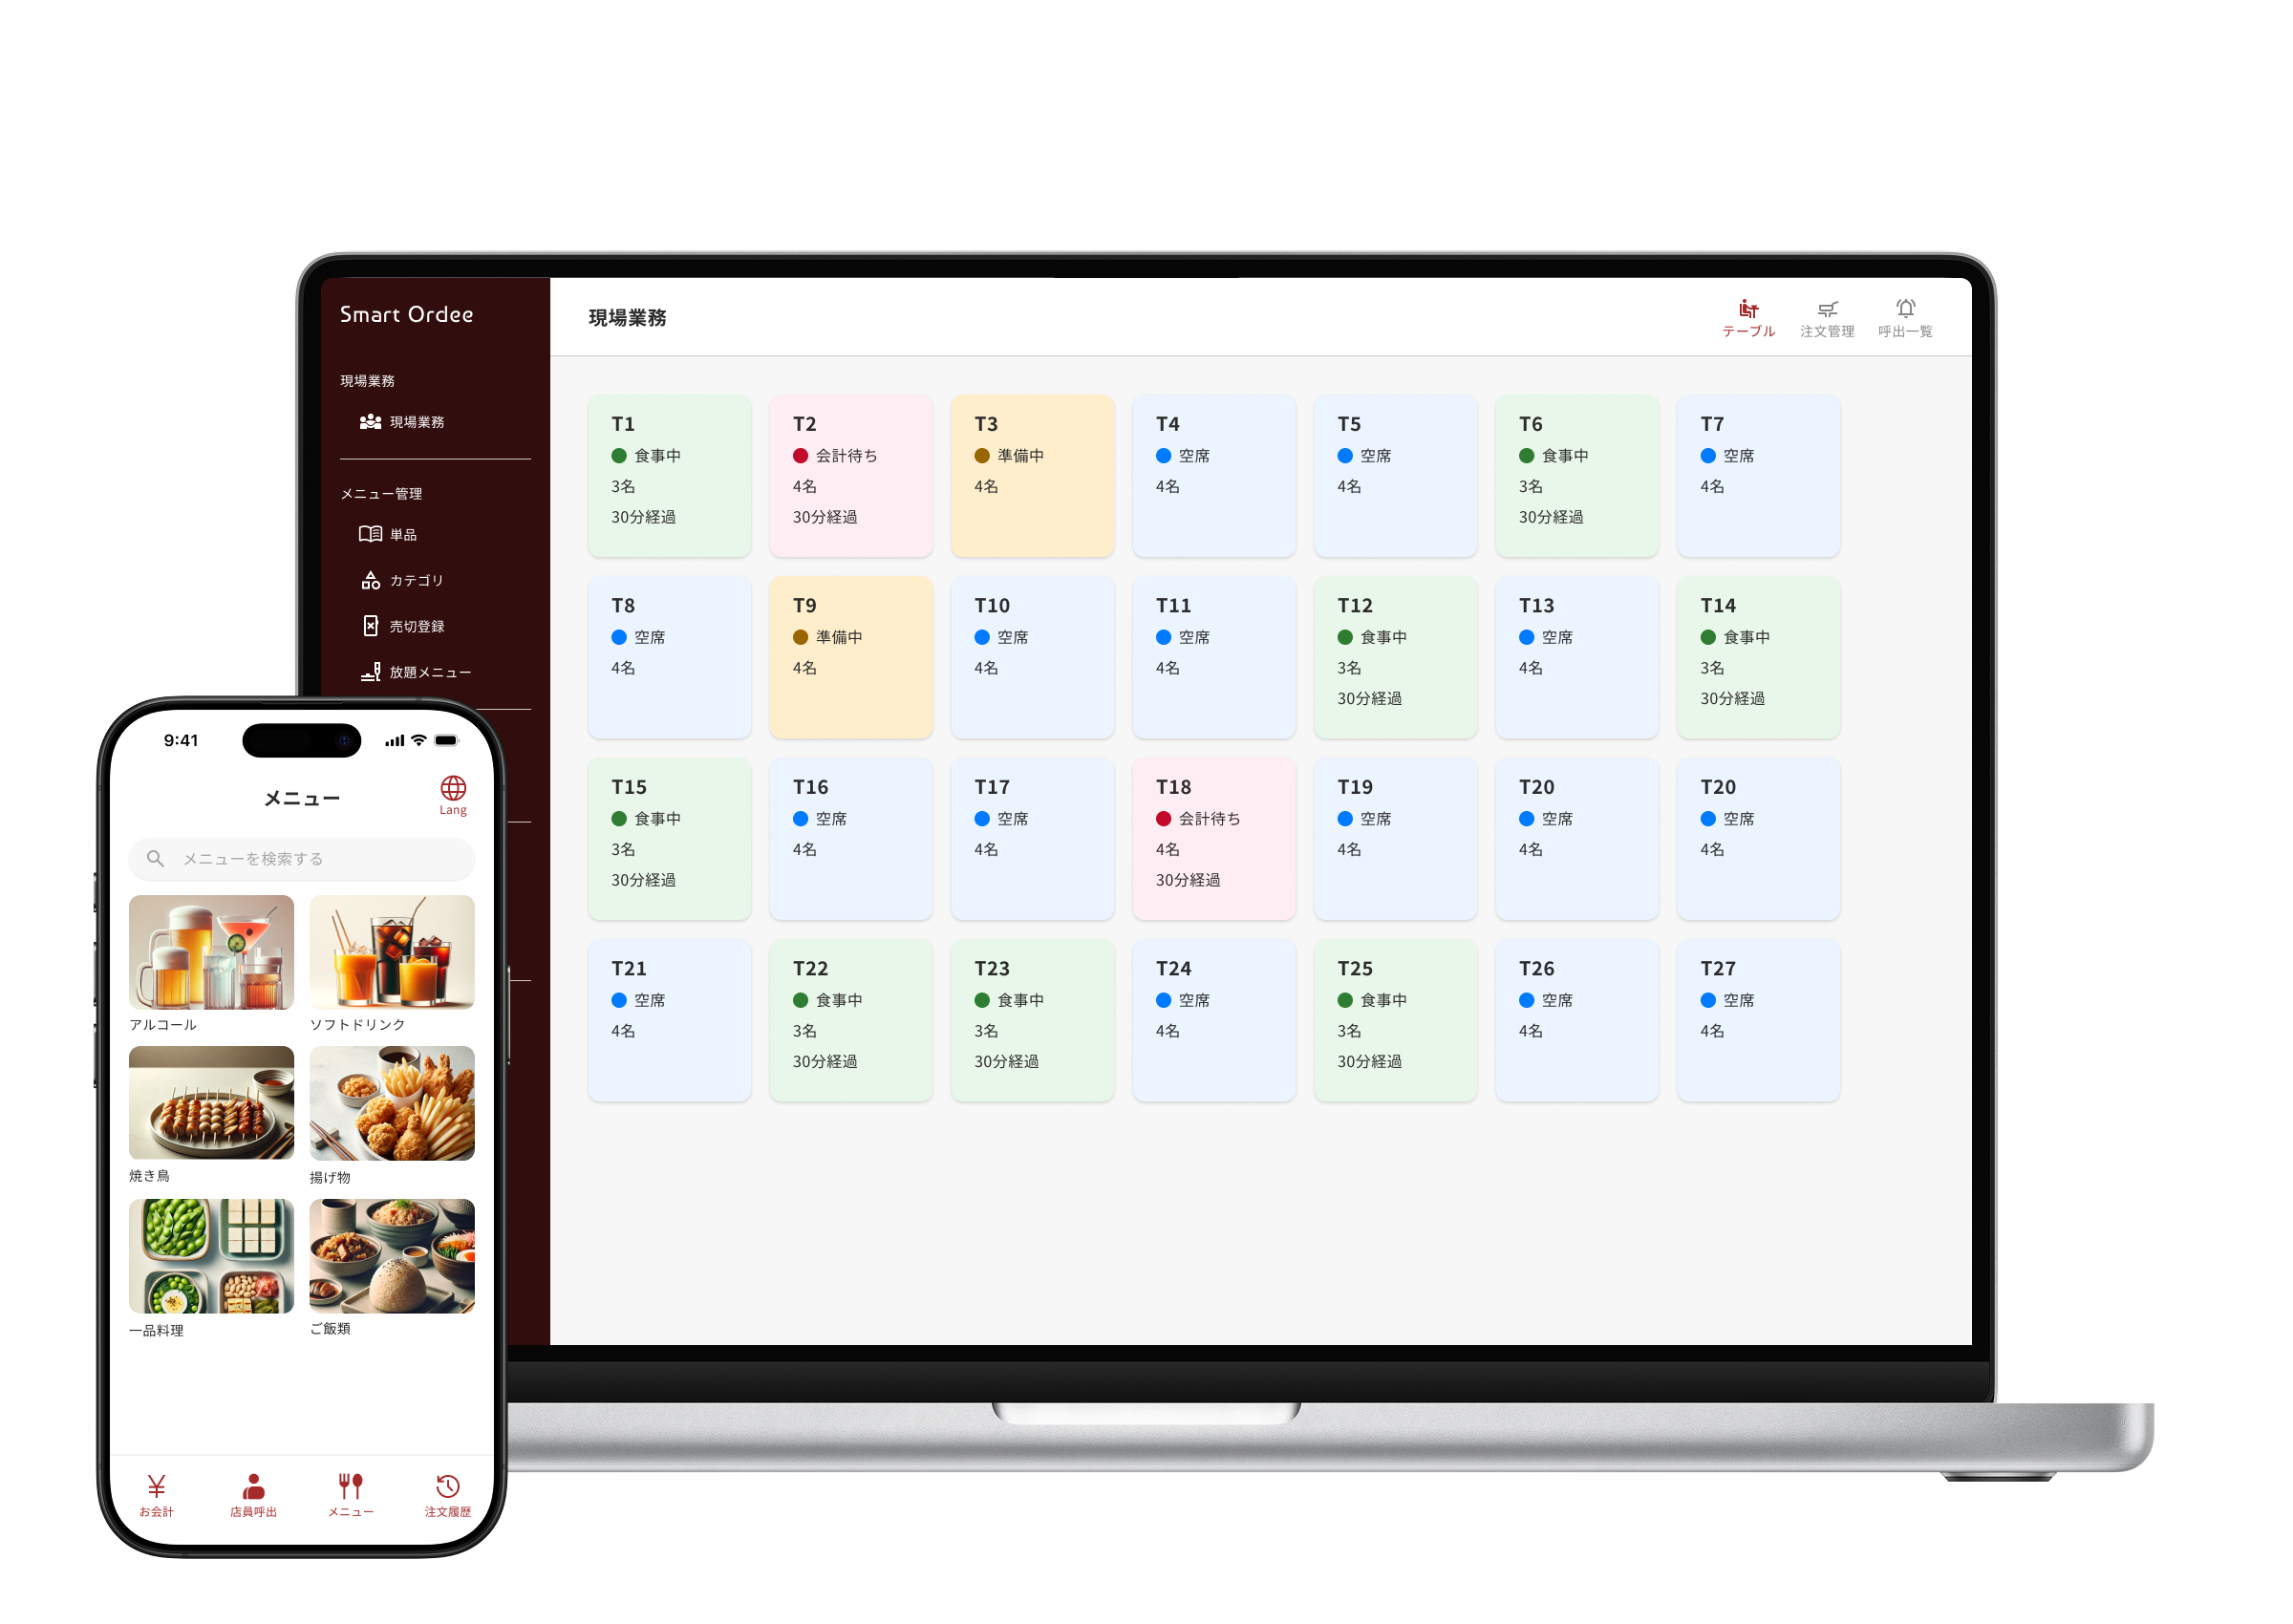 Smart Ordee
現場業務
現場業務
メニュー管理
単品
カテゴリ
売切登録
放題メニュー
現場業務
テーブル
注文管理
呼出一覧
T1
食事中
3名
30分経過
T2
会計待ち
4名
30分経過
T3
準備中
4名
T4
空席
4名
T5
空席
4名
T6
食事中
3名
30分経過
T7
空席
4名
T8
空席
4名
T9
準備中
4名
T10
空席
4名
T11
空席
4名
T12
食事中
3名
30分経過
T13
空席
4名
T14
食事中
3名
30分経過
T15
食事中
3名
30分経過
T16
空席
4名
T17
空席
4名
T18
会計待ち
4名
30分経過
T19
空席
4名
T20
空席
4名
T20
空席
4名
T21
空席
4名
T22
食事中
3名
30分経過
T23
食事中
3名
30分経過
T24
空席
4名
T25
食事中
3名
30分経過
T26
空席
4名
T27
空席
4名
9:41
メニュー
Lang
メニューを検索する
アルコール
ソフトドリンク
焼き鳥
揚げ物
一品料理
ご飯類
お会計
店員呼出
メニュー
注文履歴